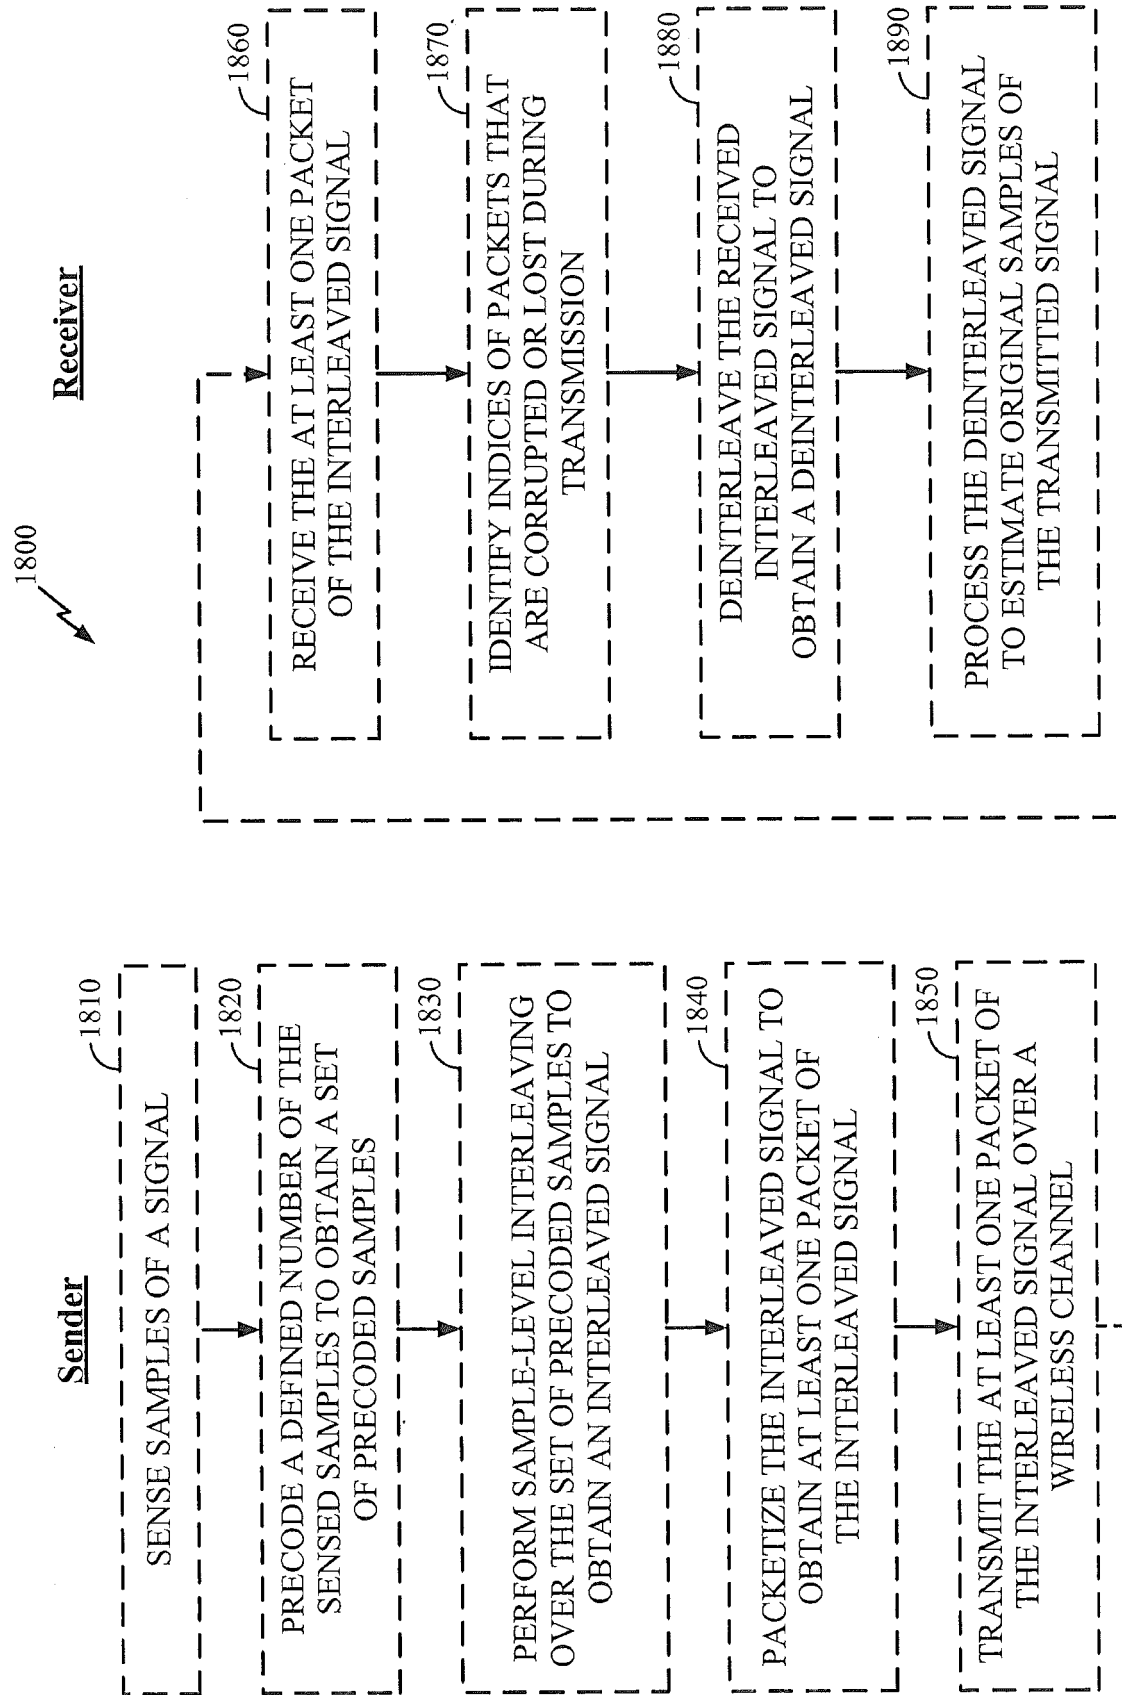 1800
Sender
1810
SENSE SAMPLES OF A SIGNAL
1820
PRECODE A DEFINED NUMBER OF THE
SENSED SAMPLES TO OBTAIN A SET
OF PRECODED SAMPLES
1830
PERFORM SAMPLE-LEVEL INTERLEAVING
OVER THE SET OF PRECODED SAMPLES TO
OBTAIN AN INTERLEAVED SIGNAL
1840
PACKETIZE THE INTERLEAVED SIGNAL TO
OBTAIN AT LEAST ONE PACKET OF
THE INTERLEAVED SIGNAL
1850
TRANSMIT THE AT LEAST ONE PACKET OF
THE INTERLEAVED SIGNAL OVER A
WIRELESS CHANNEL
Receiver
1860
RECEIVE THE AT LEAST ONE PACKET
OF THE INTERLEAVED SIGNAL
1870
IDENTIFY INDICES OF PACKETS THAT
ARE CORRUPTED OR LOST DURING
TRANSMISSION
1880
DEINTERLEAVE THE RECEIVED
INTERLEAVED SIGNAL TO
OBTAIN A DEINTERLEAVED SIGNAL
1890
PROCESS THE DEINTERLEAVED SIGNAL
TO ESTIMATE ORIGINAL SAMPLES OF
THE TRANSMITTED SIGNAL